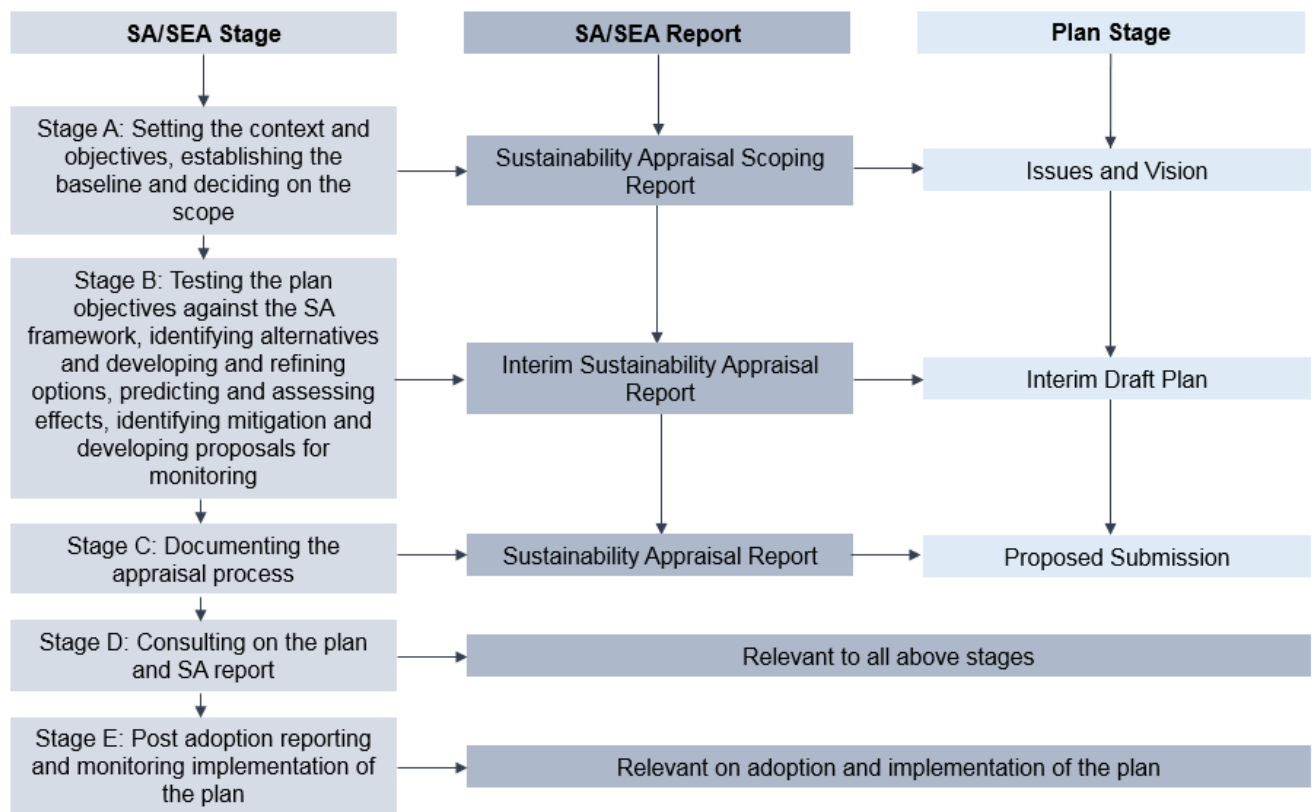 SA/SEA Stage
SA/SEA Report
Plan Stage
Stage A: Setting the context and
objectives, establishing the
baseline and deciding on the
scope
Sustainability Appraisal Scoping
Report
Issues and Vision
Stage B: Testing the plan
objectives against the SA
framework, identifying alternatives
and developing and refining
options, predicting and assessing
effects, identifying mitigation and
developing proposals for
monitoring
Interim Sustainability Appraisal
Report
Interim Draft Plan
Stage C: Documenting the
appraisal process
Sustainability Appraisal Report
Proposed Submission
Stage D: Consulting on the plan
and SA report
Relevant to all above stages
Stage E: Post adoption reporting
and monitoring implementation of
the plan
Relevant on adoption and implementation of the plan